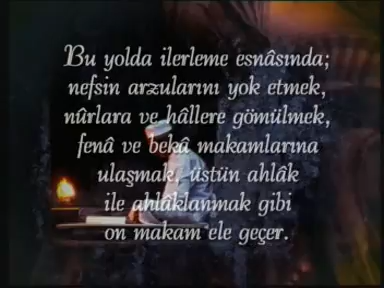 Bu yolda ilerleme esnâsında;
nefsin arzularını yok etmek,
nûrlara ve hâllere gömülmek,
fenâ ve bekâ makamlarına
ulaşmak, üstün ahlâk
ile ahlâklanmak gibi
on makam ele geçer.